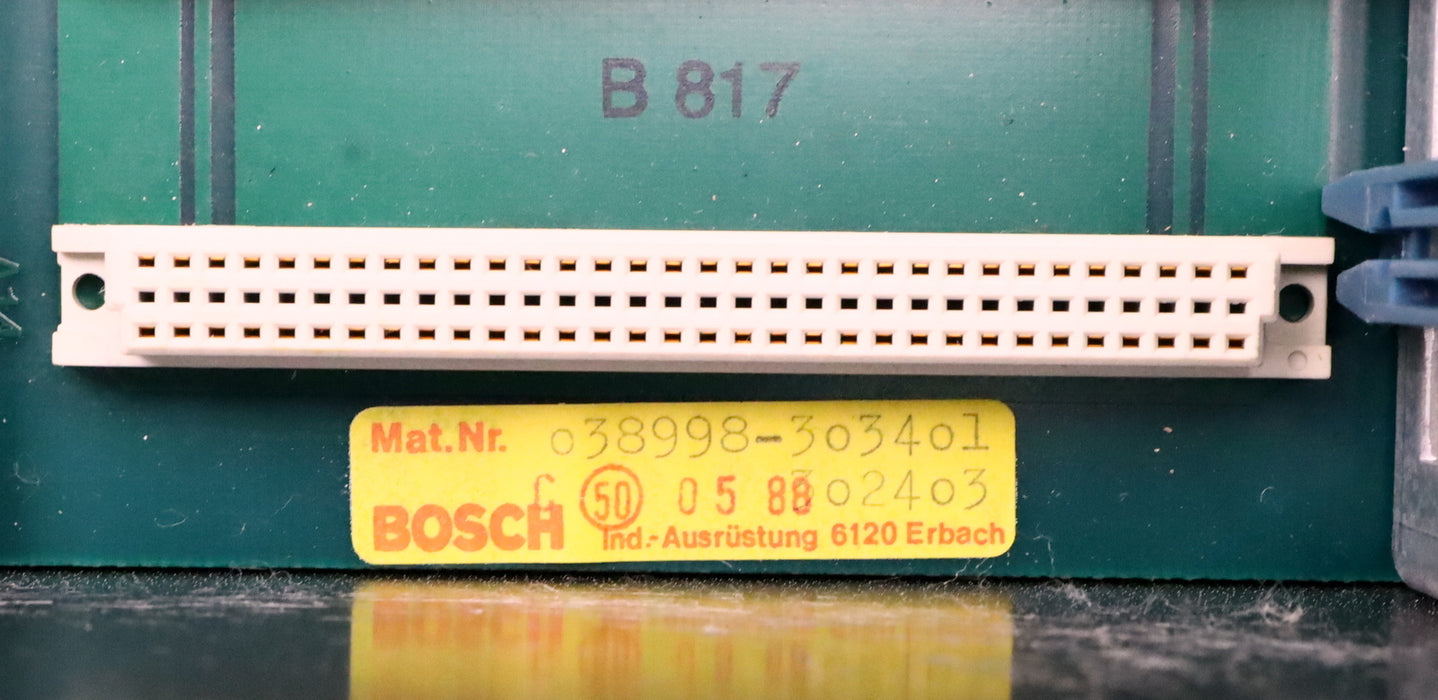 B 817
Mat.Nr. 038998-303401
50 05 88 302403
BOSCH Ind.-Ausrüstung 6120 Erbach